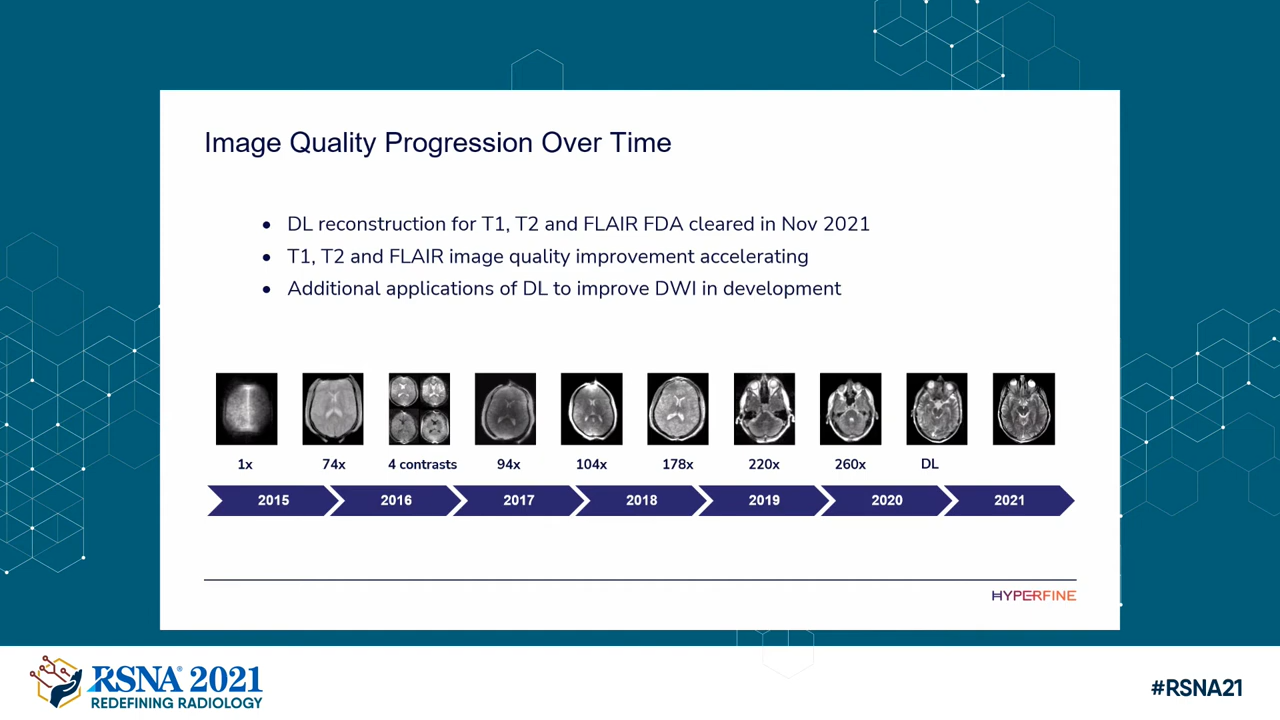 Image Quality Progression Over Time
● DL reconstruction for T1, T2 and FLAIR FDA cleared in Nov 2021
● T1, T2 and FLAIR image quality improvement accelerating
● Additional applications of DL to improve DWI in development
1x 74x 4 contrasts 94x 104x 178x 220x 260x DL
2015 2016 2017 2018 2019 2020 2021
HYPERFINE
RSNA® 2021
REDEFINING RADIOLOGY
#RSNA21